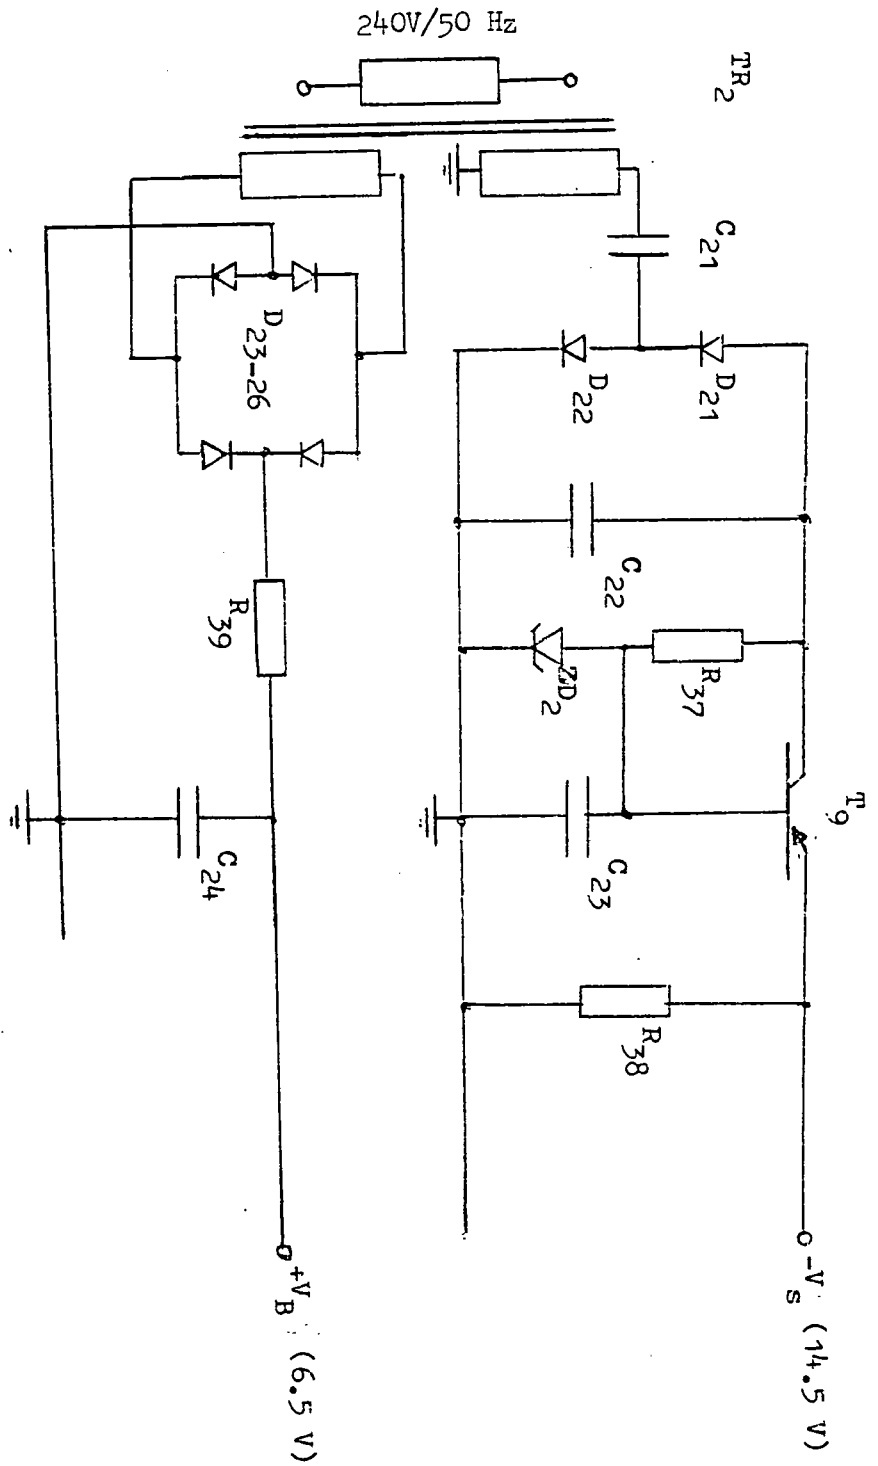 240V/50 Hz
TR2
C21
D21
D22
D23-26
C22
R37
ZD2
R39
T9
C23
C24
R38
-Vs (14.5 V)
+VB (6.5 V)